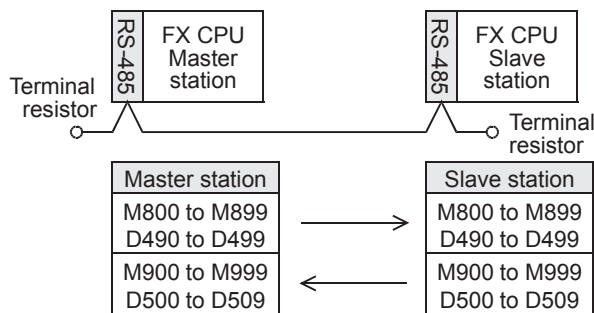 RS-485
FX CPU
Master
station
RS-485
FX CPU
Slave
station
Terminal
resistor
Terminal
resistor
Master station
M800 to M899
D490 to D499
M900 to M999
D500 to D509
Slave station
M800 to M899
D490 to D499
M900 to M999
D500 to D509